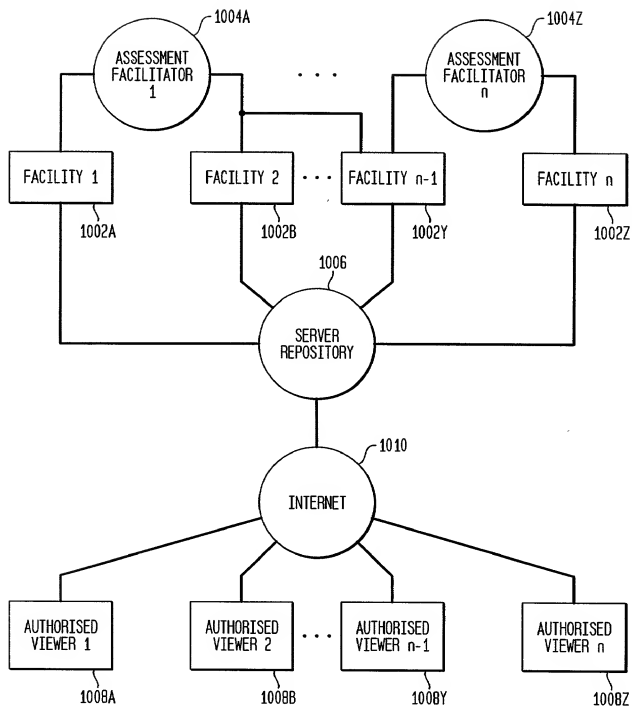 1004A
1004Z
ASSESSMENT
FACILITATOR
1
. . .
ASSESSMENT
FACILITATOR
n
FACILITY 1
FACILITY 2
. . .
FACILITY n-1
FACILITY n
1002A
1002B
1002Y
1002Z
1006
SERVER
REPOSITORY
1010
INTERNET
AUTHORISED
VIEWER 1
AUTHORISED
VIEWER 2
. . .
AUTHORISED
VIEWER n-1
AUTHORISED
VIEWER n
1008A
1008B
1008Y
1008Z